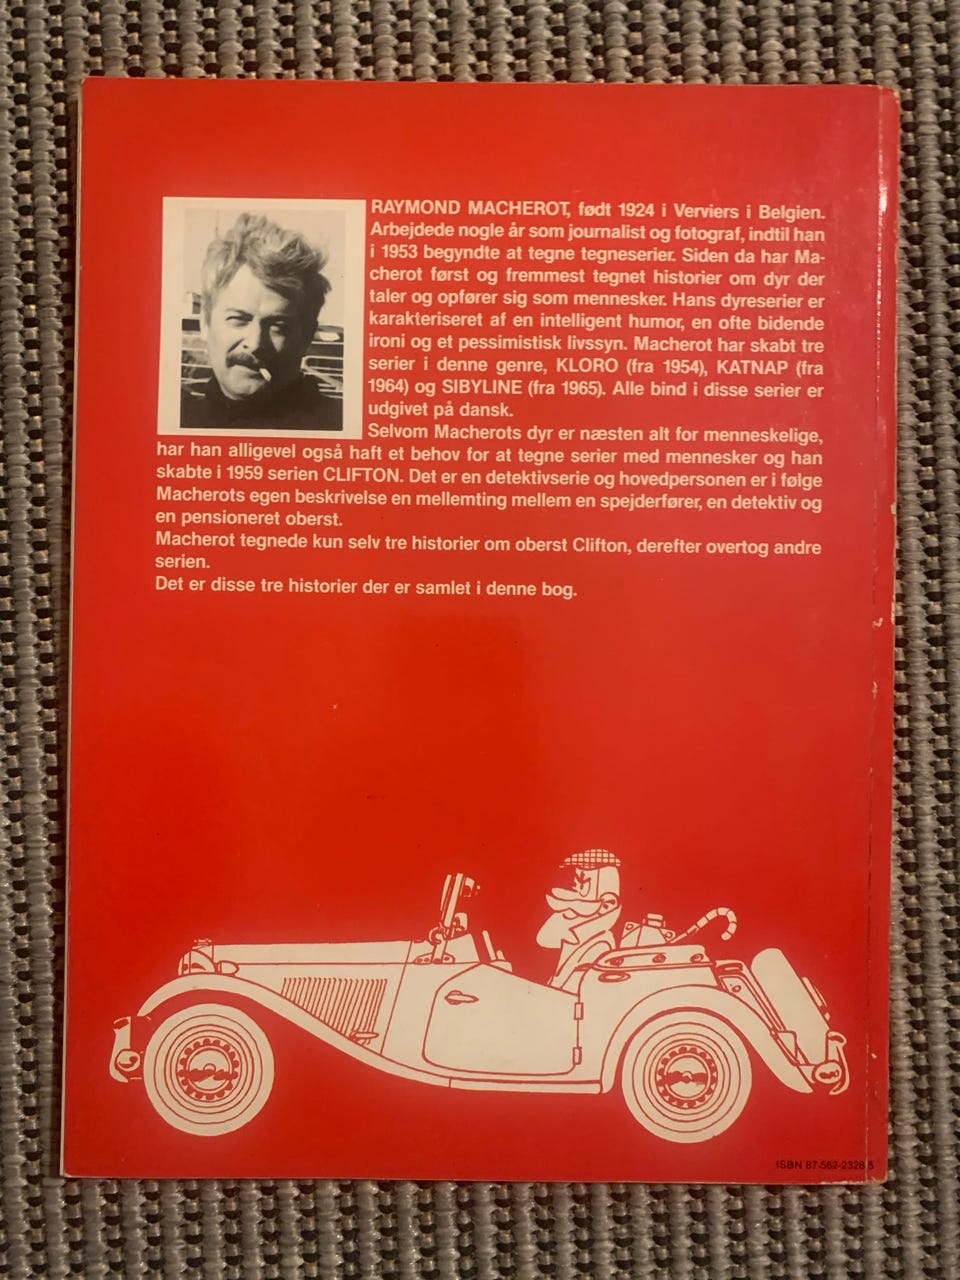 RAYMOND MACHEROT, født 1924 i Verviers i Belgien.
Arbejdede nogle år som journalist og fotograf, indtil han
i 1953 begyndte at tegne tegneserier. Siden da har Ma-
cherot først og fremmest tegnet historier om dyr der
taler og opfører sig som mennesker. Hans dyreserier er
karakteriseret af en intelligent humor, en ofte bidende
ironi og et pessimistisk livssyn. Macherot har skabt tre
serier i denne genre, KLORO (fra 1954), KATNAP (fra
1964) og SIBYLINE (fra 1965). Alle bind i disse serier er
udgivet på dansk.
Selvom Macherots dyr er næsten alt for menneskelige,
har han alligevel også haft et behov for at tegne serier med mennesker og han
skabte i 1959 serien CLIFTON. Det er en detektivserie og hovedpersonen er i følge
Macherots egen beskrivelse en mellemting mellem en spejderfører, en detektiv og
en pensioneret oberst.
Macherot tegnede kun selv tre historier om oberst Clifton, derefter overtog andre
serien.
Det er disse tre historier der er samlet i denne bog.
ISBN 87-562-2328-5